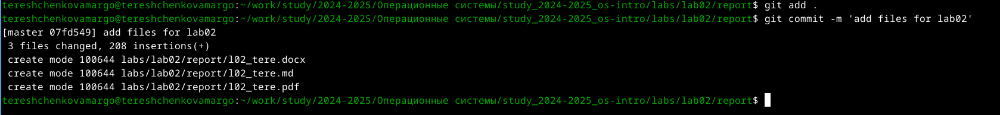 tereshchenkovamargo@tereshchenkovamargo:~/work/study/2024-2025/Операционные системы/study_2024-2025_os-intro/labs/lab02/report$ git add .
tereshchenkovamargo@tereshchenkovamargo:~/work/study/2024-2025/Операционные системы/study_2024-2025_os-intro/labs/lab02/report$ git commit -m 'add files for lab02'
[master 07fd549] add files for lab02
 3 files changed, 208 insertions(+)
 create mode 100644 labs/lab02/report/l02_tere.docx
 create mode 100644 labs/lab02/report/l02_tere.md
 create mode 100644 labs/lab02/report/l02_tere.pdf
tereshchenkovamargo@tereshchenkovamargo:~/work/study/2024-2025/Операционные системы/study_2024-2025_os-intro/labs/lab02/report$